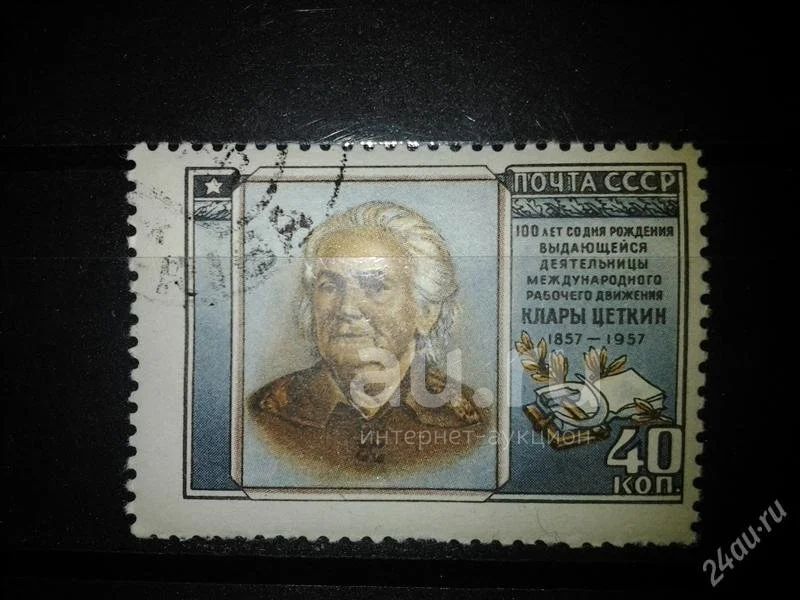 ПОЧТА СССР
100 ЛЕТ СО ДНЯ РОЖДЕНИЯ
ВЫДАЮЩЕЙСЯ
ДЕЯТЕЛЬНИЦЫ
МЕЖДУНАРОДНОГО
РАБОЧЕГО ДВИЖЕНИЯ
КЛАРЫ ЦЕТКИН
1857-1957
40
КОП.
au.ru
интернет-аукцион
24au.ru